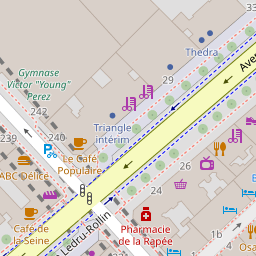 Thedra
Gymnase
Victor "Young"
Perez
29
31
Ave
Triangle
intérim
33
242
240
239
Le Café
Populaire
ABC Délice
26
24
Café de
la Seine
Ledru-Rollin
Pharmacie
de la Rapée
Osa